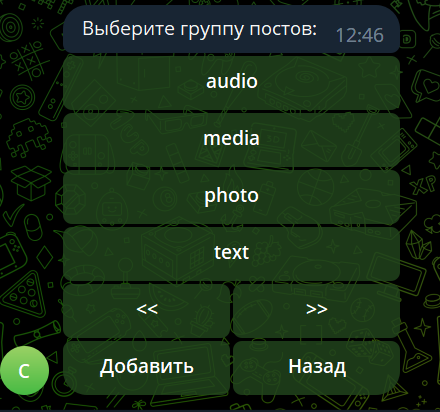 Выберите группу постов:
12:46
audio
media
photo
text
<< >>
Добавить Назад
C